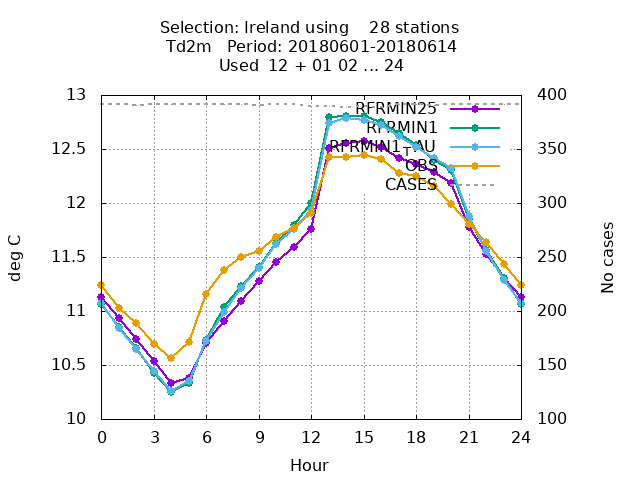 Selection: Ireland using    28 stations
Td2m   Period: 20180601-20180614
Used  12 + 01 02 ... 24
13
12.5
12
11.5
11
10.5
10
deg C
400
350
300
250
200
150
100
No cases
RFRMIN25
RFRMIN1
RFRMIN1TAU
OBS
CASES
0 3 6 9 12 15 18 21 24
Hour